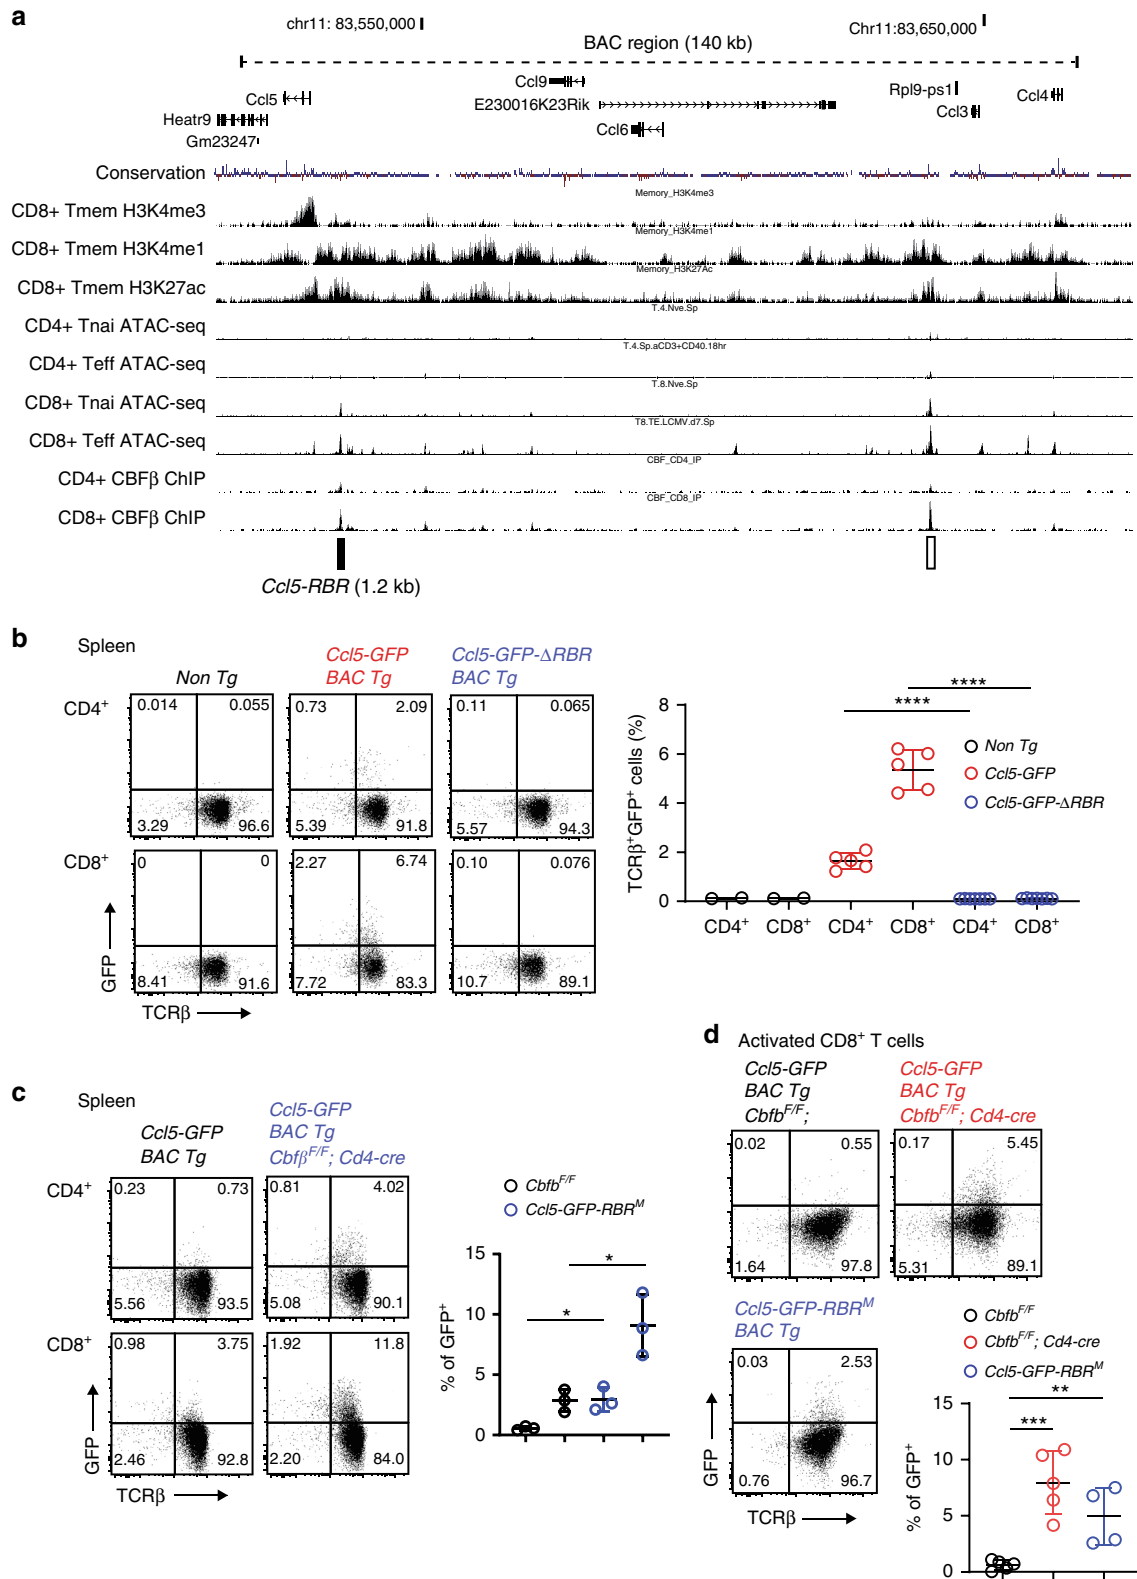 a
chr11: 83,550,000
Chr11:83,650,000
BAC region (140 kb)
Ccl9
Ccl5
E230016K23Rik
Rpl9-ps1
Ccl4
Heatr9
Ccl6
Ccl3
Gm23247
Conservation
Memory_H3K4me3
CD8+ Tmem H3K4me3
Memory_H3K4me1
CD8+ Tmem H3K4me1
Memory_H3K27Ac
CD8+ Tmem H3K27ac
T.4.Nve.Sp
CD4+ Tnai ATAC-seq
T.4.Sp.aCD3+CD40.18hr
CD4+ Teff ATAC-seq
T.8.Nve.Sp
CD8+ Tnai ATAC-seq
T8.TE.LCMV.d7.Sp
CD8+ Teff ATAC-seq
CBF_CD4_IP
CD4+ CBFβ ChIP
CBF_CD8_IP
CD8+ CBFβ ChIP
Ccl5-RBR (1.2 kb)
b
Spleen
Non Tg
Ccl5-GFP
BAC Tg
Ccl5-GFP-ΔRBR
BAC Tg
CD4⁺
0.014 0.055
3.29 96.6
0.73 2.09
5.39 91.8
0.11 0.065
5.57 94.3
CD8⁺
0 0
8.41 91.6
2.27 6.74
7.72 83.3
0.10 0.076
10.7 89.1
GFP
TCRβ
TCRβ⁺GFP⁺ cells (%)
8
6
4
2
0
****
****
Non Tg
Ccl5-GFP
Ccl5-GFP-ΔRBR
CD4⁺ CD8⁺ CD4⁺ CD8⁺ CD4⁺ CD8⁺
c
Spleen
Ccl5-GFP
BAC Tg
Ccl5-GFP
BAC Tg
Cbfβ^F/F; Cd4-cre
CD4⁺
0.23 0.73
5.56 93.5
0.81 4.02
5.08 90.1
CD8⁺
0.98 3.75
2.46 92.8
1.92 11.8
2.20 84.0
GFP
TCRβ
Cbfb^F/F
Ccl5-GFP-RBR^M
% of GFP⁺
15
10
5
0
*
*
d
Activated CD8⁺ T cells
Ccl5-GFP
BAC Tg
Cbfb^F/F;
Ccl5-GFP
BAC Tg
Cbfb^F/F; Cd4-cre
0.02 0.55
1.64 97.8
0.17 5.45
5.31 89.1
Ccl5-GFP-RBR^M
BAC Tg
0.03 2.53
0.76 96.7
GFP
TCRβ
Cbfb^F/F
Cbfb^F/F; Cd4-cre
Ccl5-GFP-RBR^M
% of GFP⁺
15
10
5
0
**
***